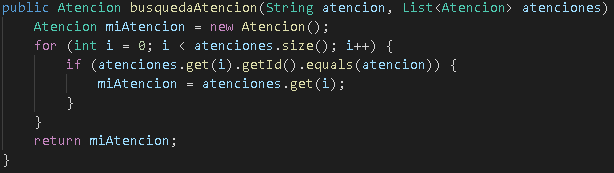 public Atencion busquedaAtencion(String atencion, List<Atencion> atenciones)
    Atencion miAtencion = new Atencion();
    for (int i = 0; i < atenciones.size(); i++) {
        if (atenciones.get(i).getId().equals(atencion)) {
            miAtencion = atenciones.get(i);
        }
    }
    return miAtencion;
}